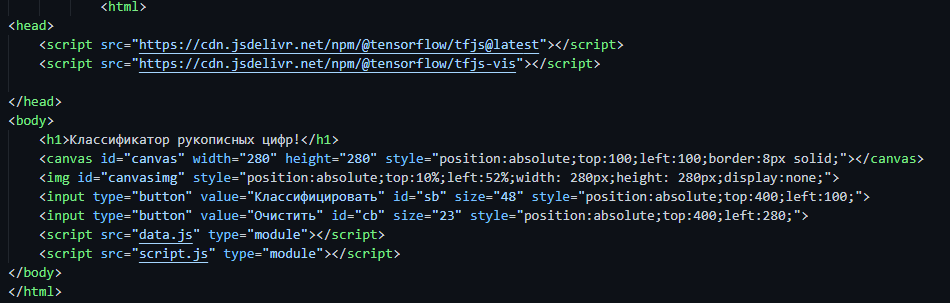 <html>
<head>
<script src="https://cdn.jsdelivr.net/npm/@tensorflow/tfjs@latest"></script>
<script src="https://cdn.jsdelivr.net/npm/@tensorflow/tfjs-vis"></script>
</head>
<body>
<h1>Классификатор рукописных цифр!</h1>
<canvas id="canvas" width="280" height="280" style="position:absolute;top:100;left:100;border:8px solid;"></canvas>
<img id="canvasimg" style="position:absolute;top:10%;left:52%;width: 280px;height: 280px;display:none;">
<input type="button" value="Классифицировать" id="sb" size="48" style="position:absolute;top:400;left:100;">
<input type="button" value="Очистить" id="cb" size="23" style="position:absolute;top:400;left:280;">
<script src="data.js" type="module"></script>
<script src="script.js" type="module"></script>
</body>
</html>